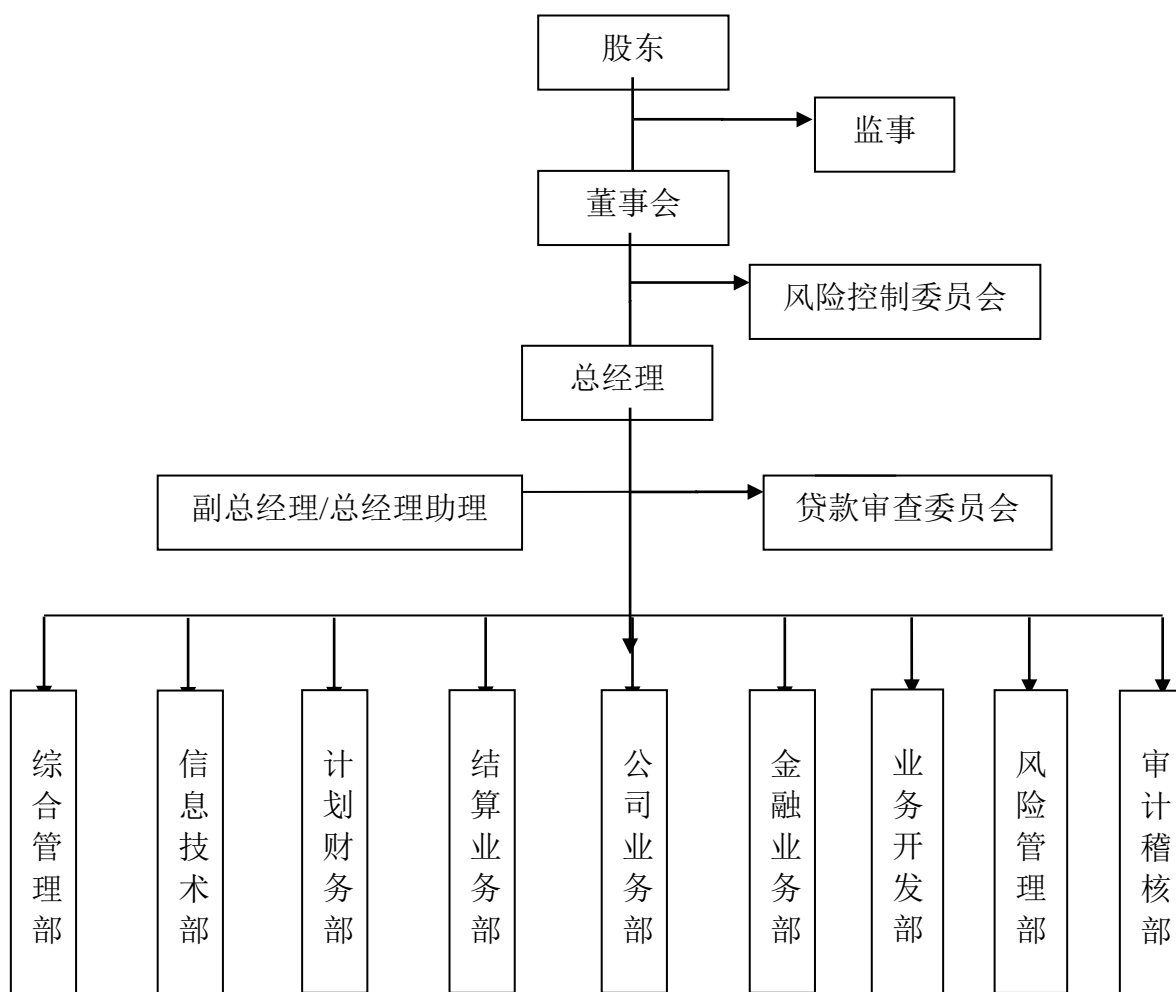 股东
监事
董事会
风险控制委员会
总经理
副总经理/总经理助理
贷款审查委员会
综合管理部
信息技术部
计划财务部
结算业务部
公司业务部
金融业务部
业务开发部
风险管理部
审计稽核部